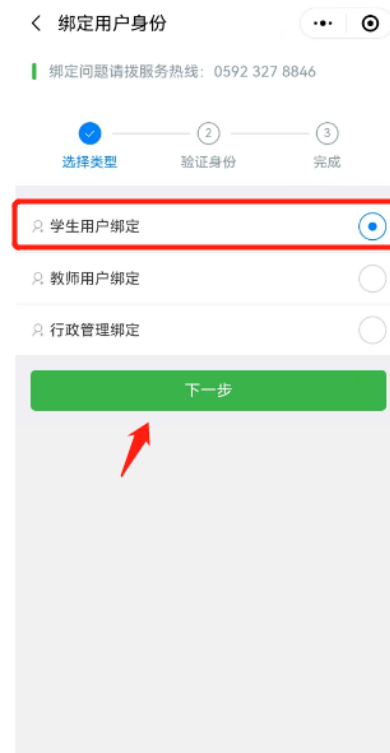 绑定用户身份
绑定问题请拨服务热线：0592 327 8846
2
3
选择类型
验证身份
完成
学生用户绑定
教师用户绑定
行政管理绑定
下一步